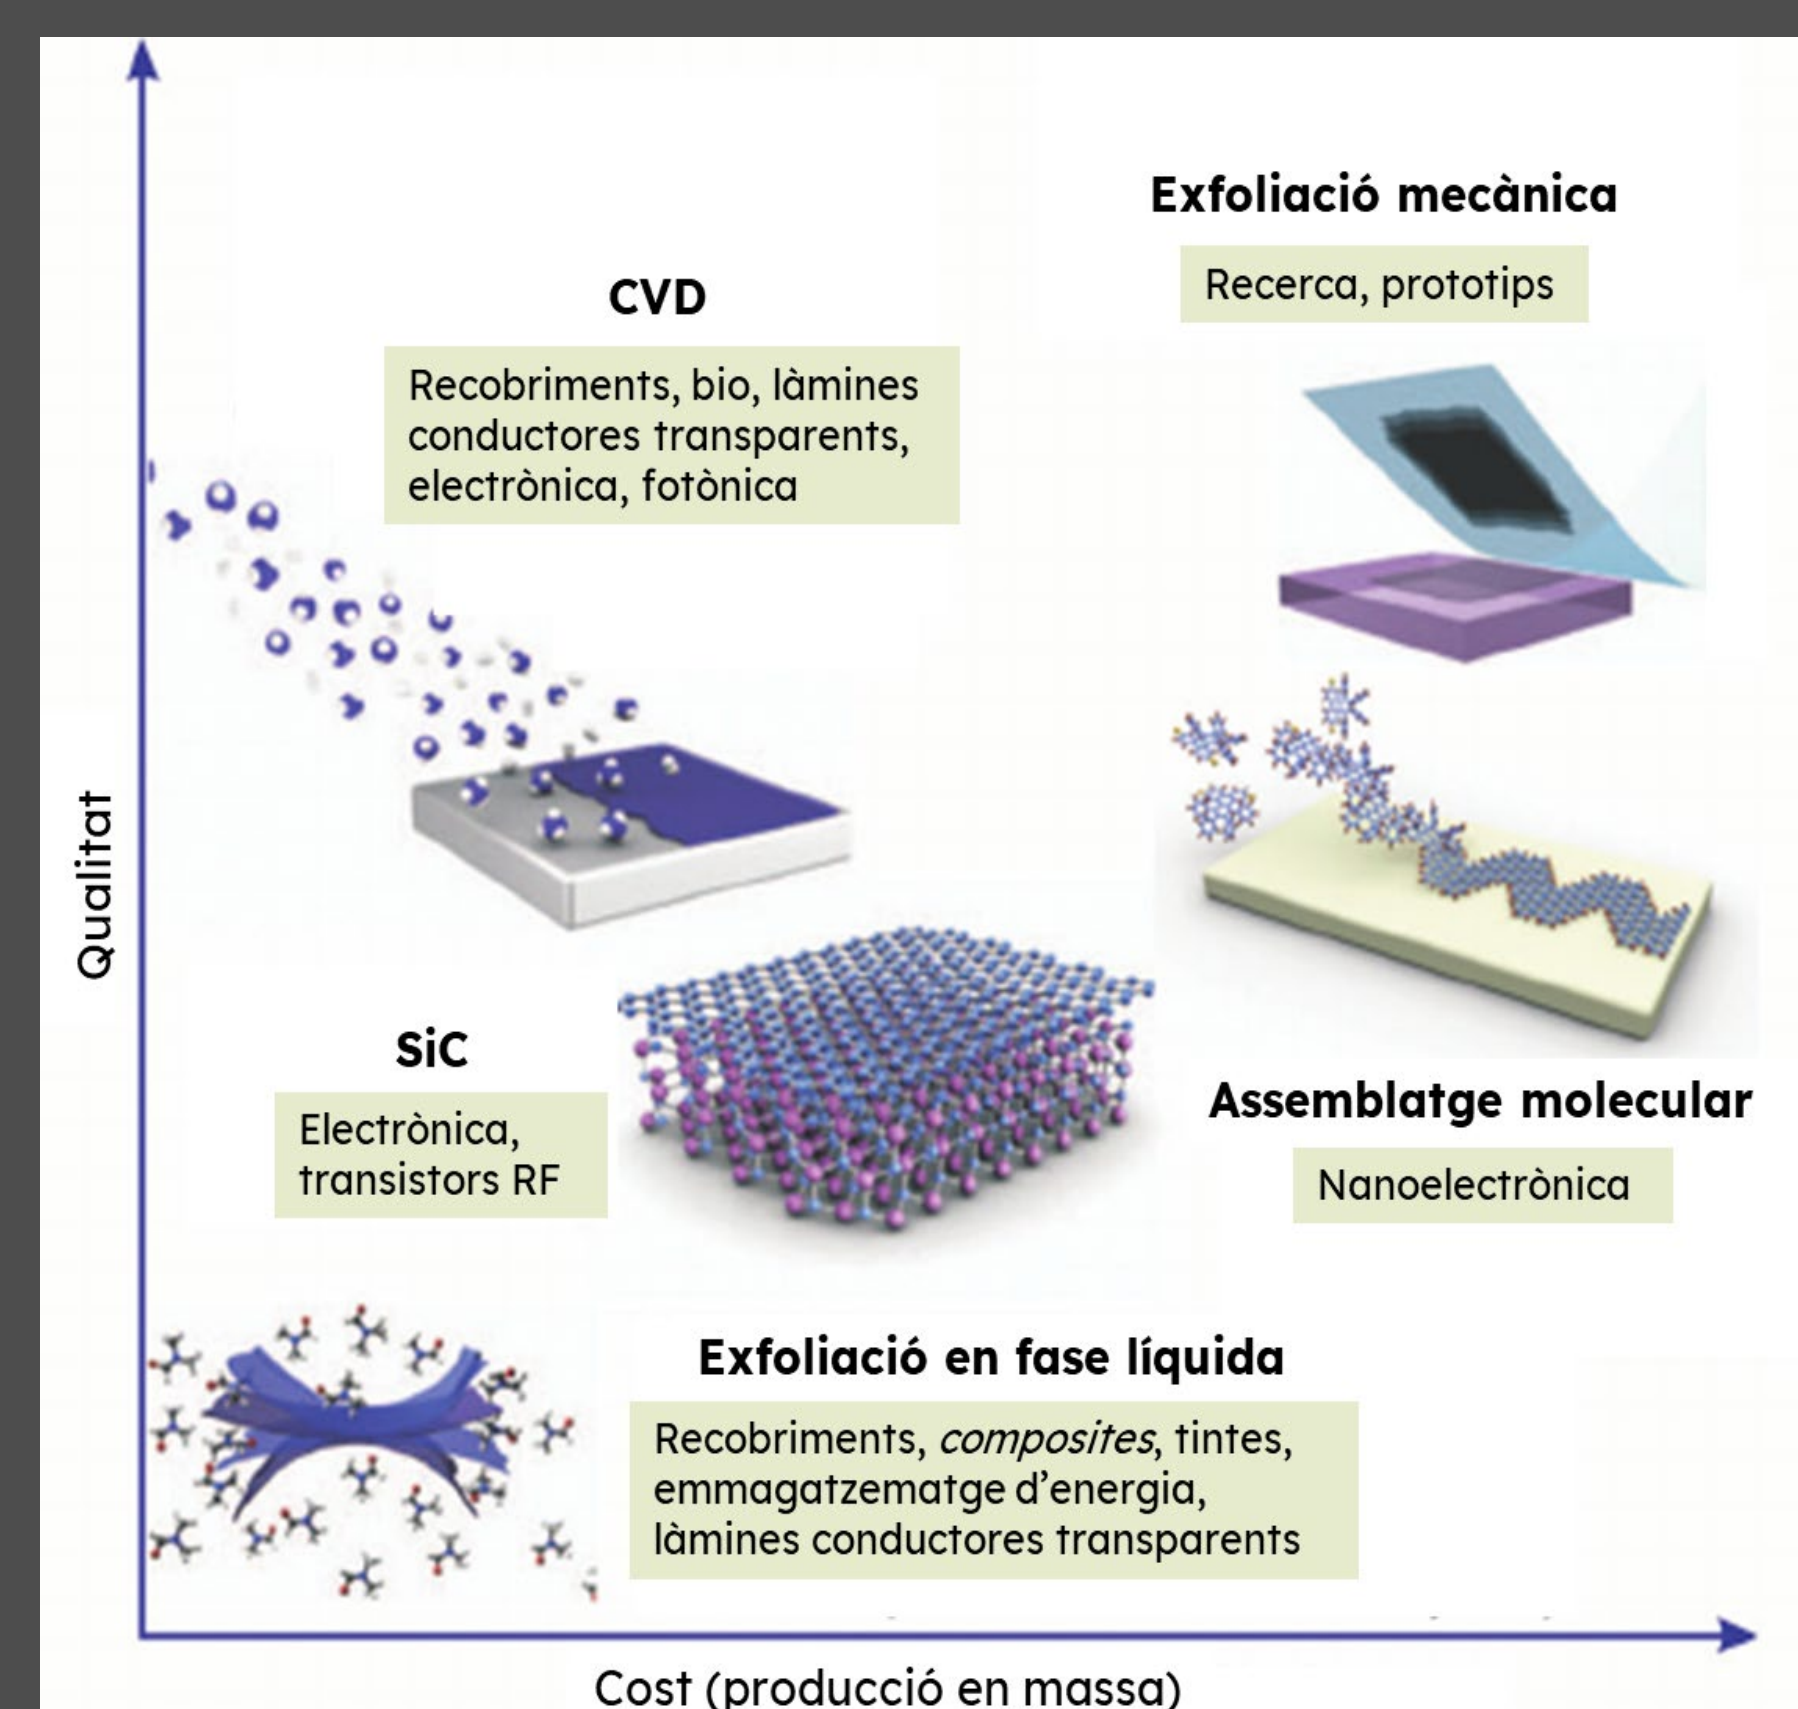 Exfoliació mecànica
Recerca, prototips
CVD
Recobriments, bio, làmines
conductores transparents,
electrònica, fotònica
Qualitat
SiC
Electrònica,
transistors RF
Assemblatge molecular
Nanoelectrònica
Exfoliació en fase líquida
Recobriments, composites, tintes,
emmagatzematge d’energia,
làmines conductores transparents
Cost (producció en massa)